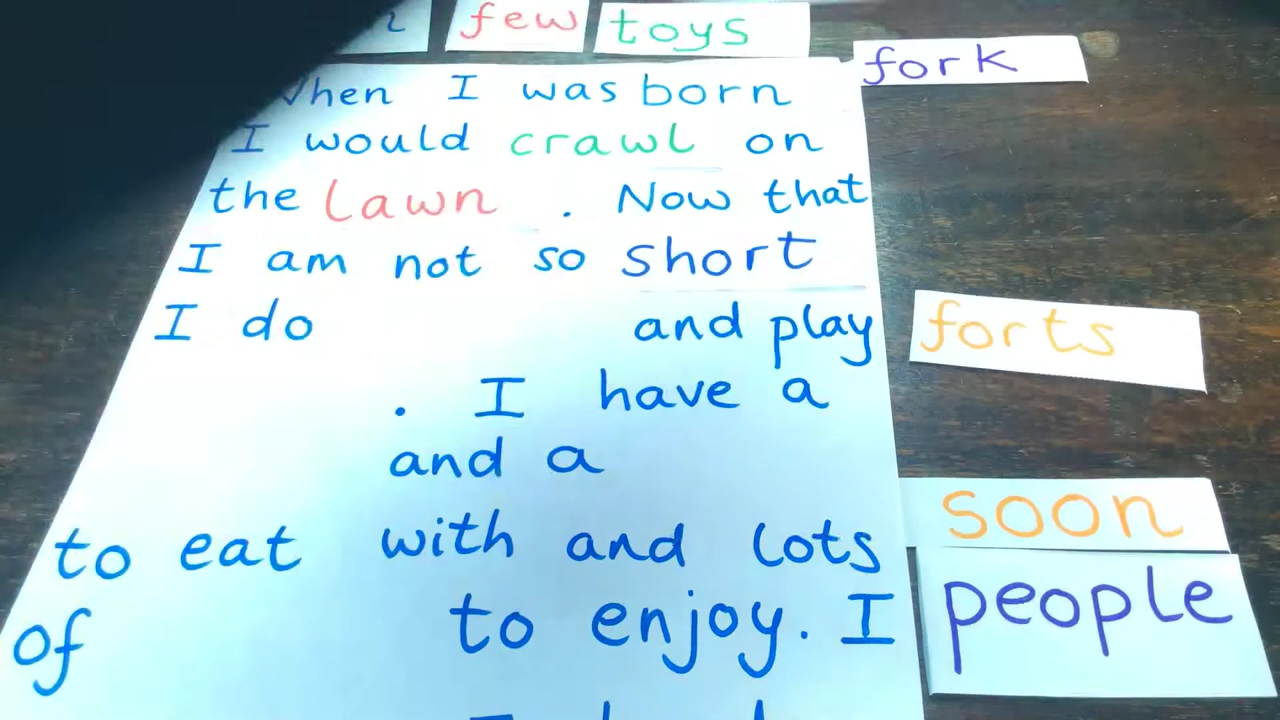 few toys
fork
When I was born
I would crawl on
the lawn . Now that
I am not so short
I do and play
forts
. I have a
and a
soon
to eat with and lots
people
of to enjoy. I